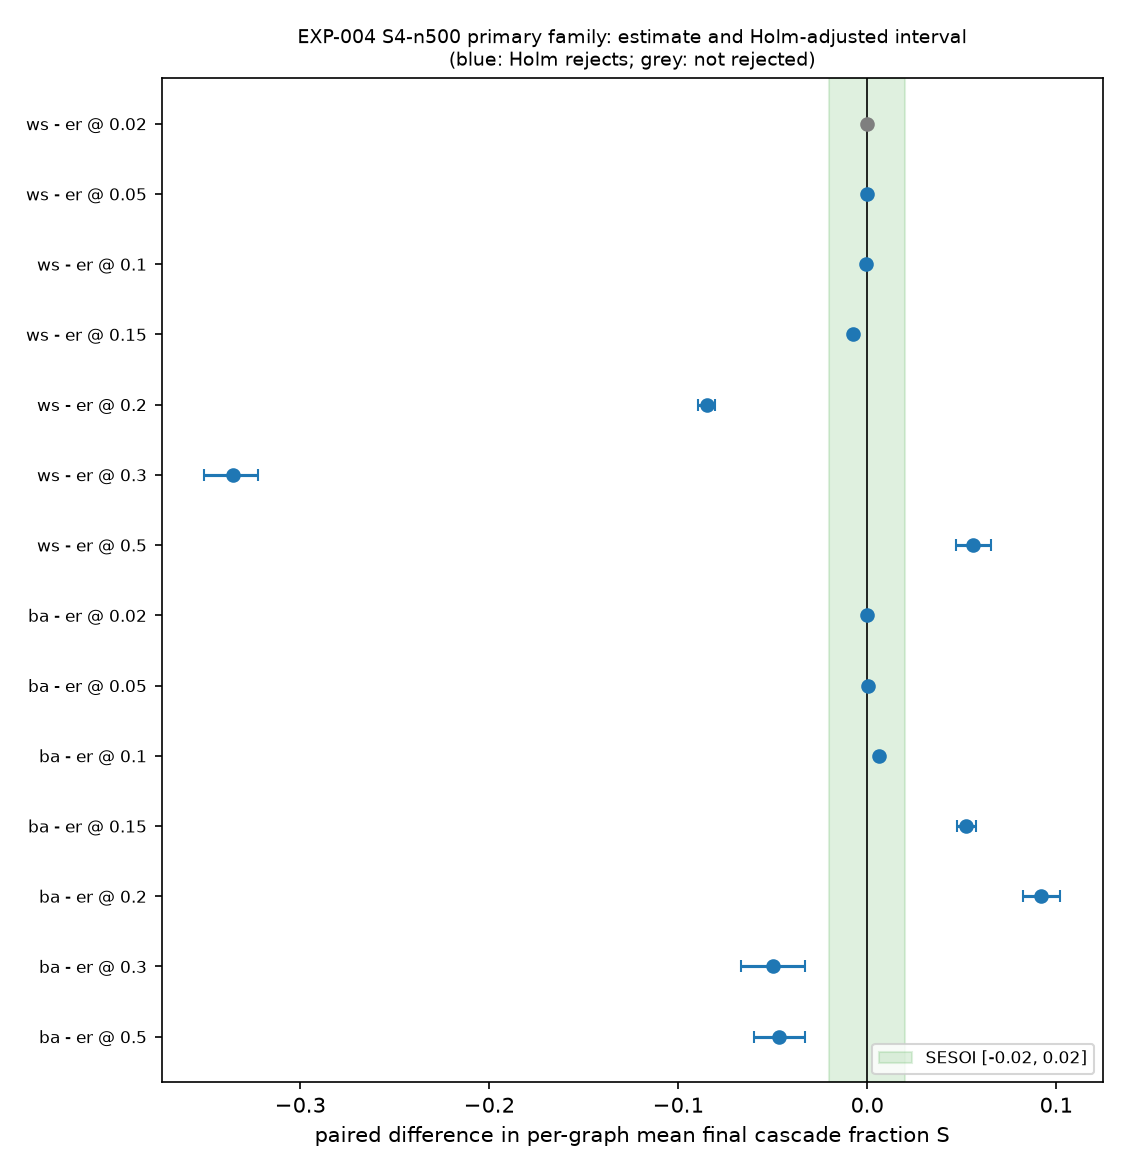 EXP-004 S4-n500 primary family: estimate and Holm-adjusted interval
(blue: Holm rejects; grey: not rejected)
ws - er @ 0.02
ws - er @ 0.05
ws - er @ 0.1
ws - er @ 0.15
ws - er @ 0.2
ws - er @ 0.3
ws - er @ 0.5
ba - er @ 0.02
ba - er @ 0.05
ba - er @ 0.1
ba - er @ 0.15
ba - er @ 0.2
ba - er @ 0.3
ba - er @ 0.5
SESOI [-0.02, 0.02]
−0.3 −0.2 −0.1 0.0 0.1
paired difference in per-graph mean final cascade fraction S